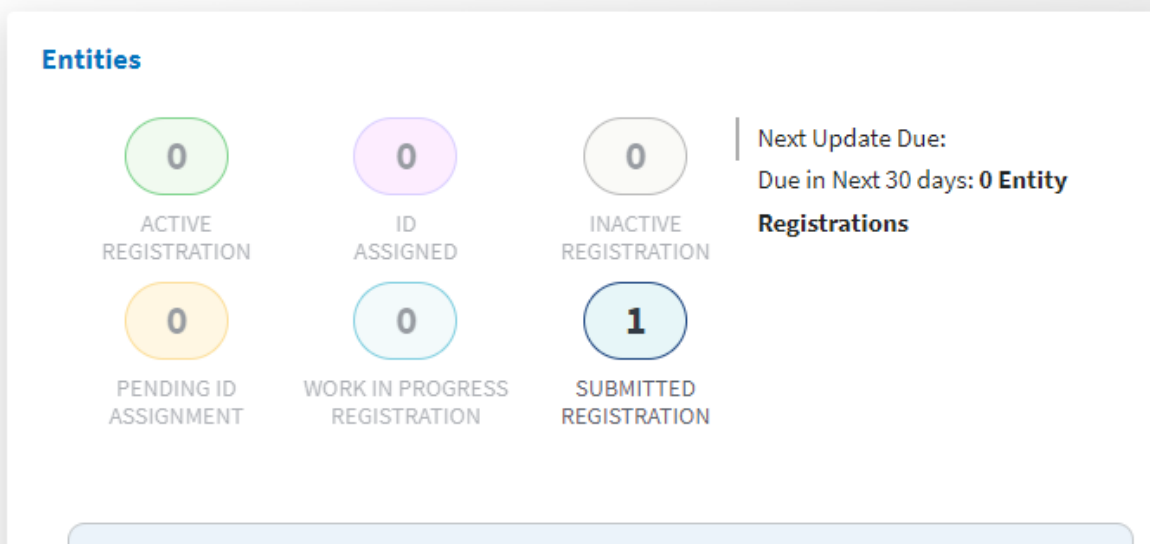 Entities
0
0
0
ACTIVE
REGISTRATION
ID
ASSIGNED
INACTIVE
REGISTRATION
Next Update Due:
Due in Next 30 days: 0 Entity
Registrations
0
0
1
PENDING ID
ASSIGNMENT
WORK IN PROGRESS
REGISTRATION
SUBMITTED
REGISTRATION